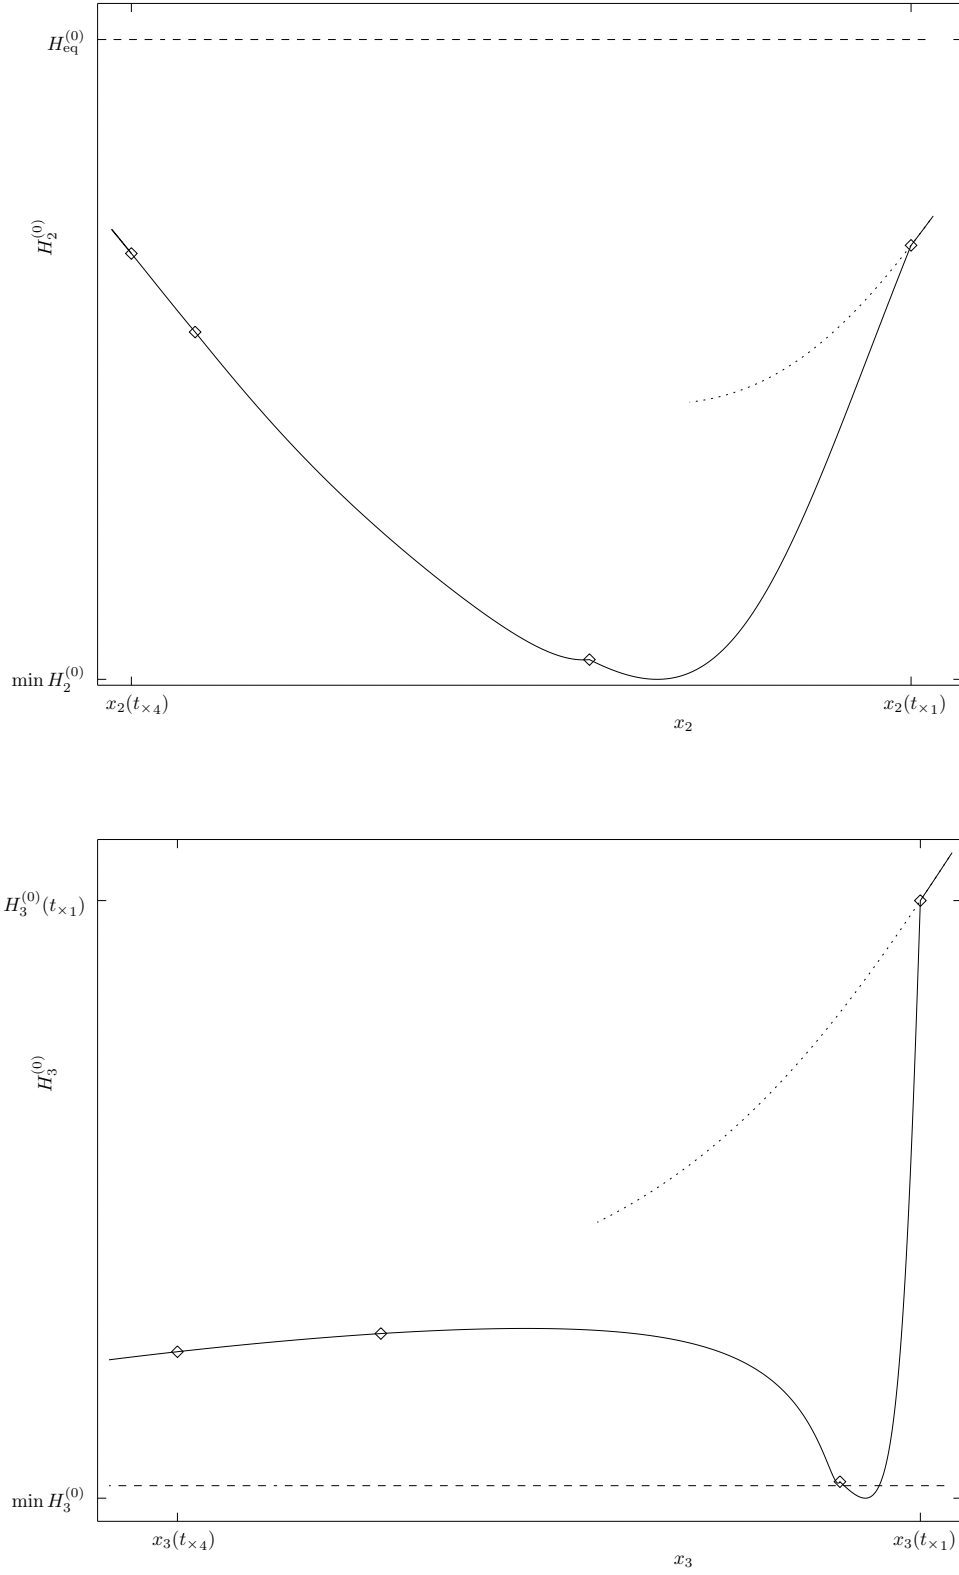 H_eq^(0)
H_2^(0)
min H_2^(0)
x_2(t_×4)
x_2(t_×1)
x_2
H_3^(0)(t_×1)
H_3^(0)
min H_3^(0)
x_3(t_×4)
x_3(t_×1)
x_3